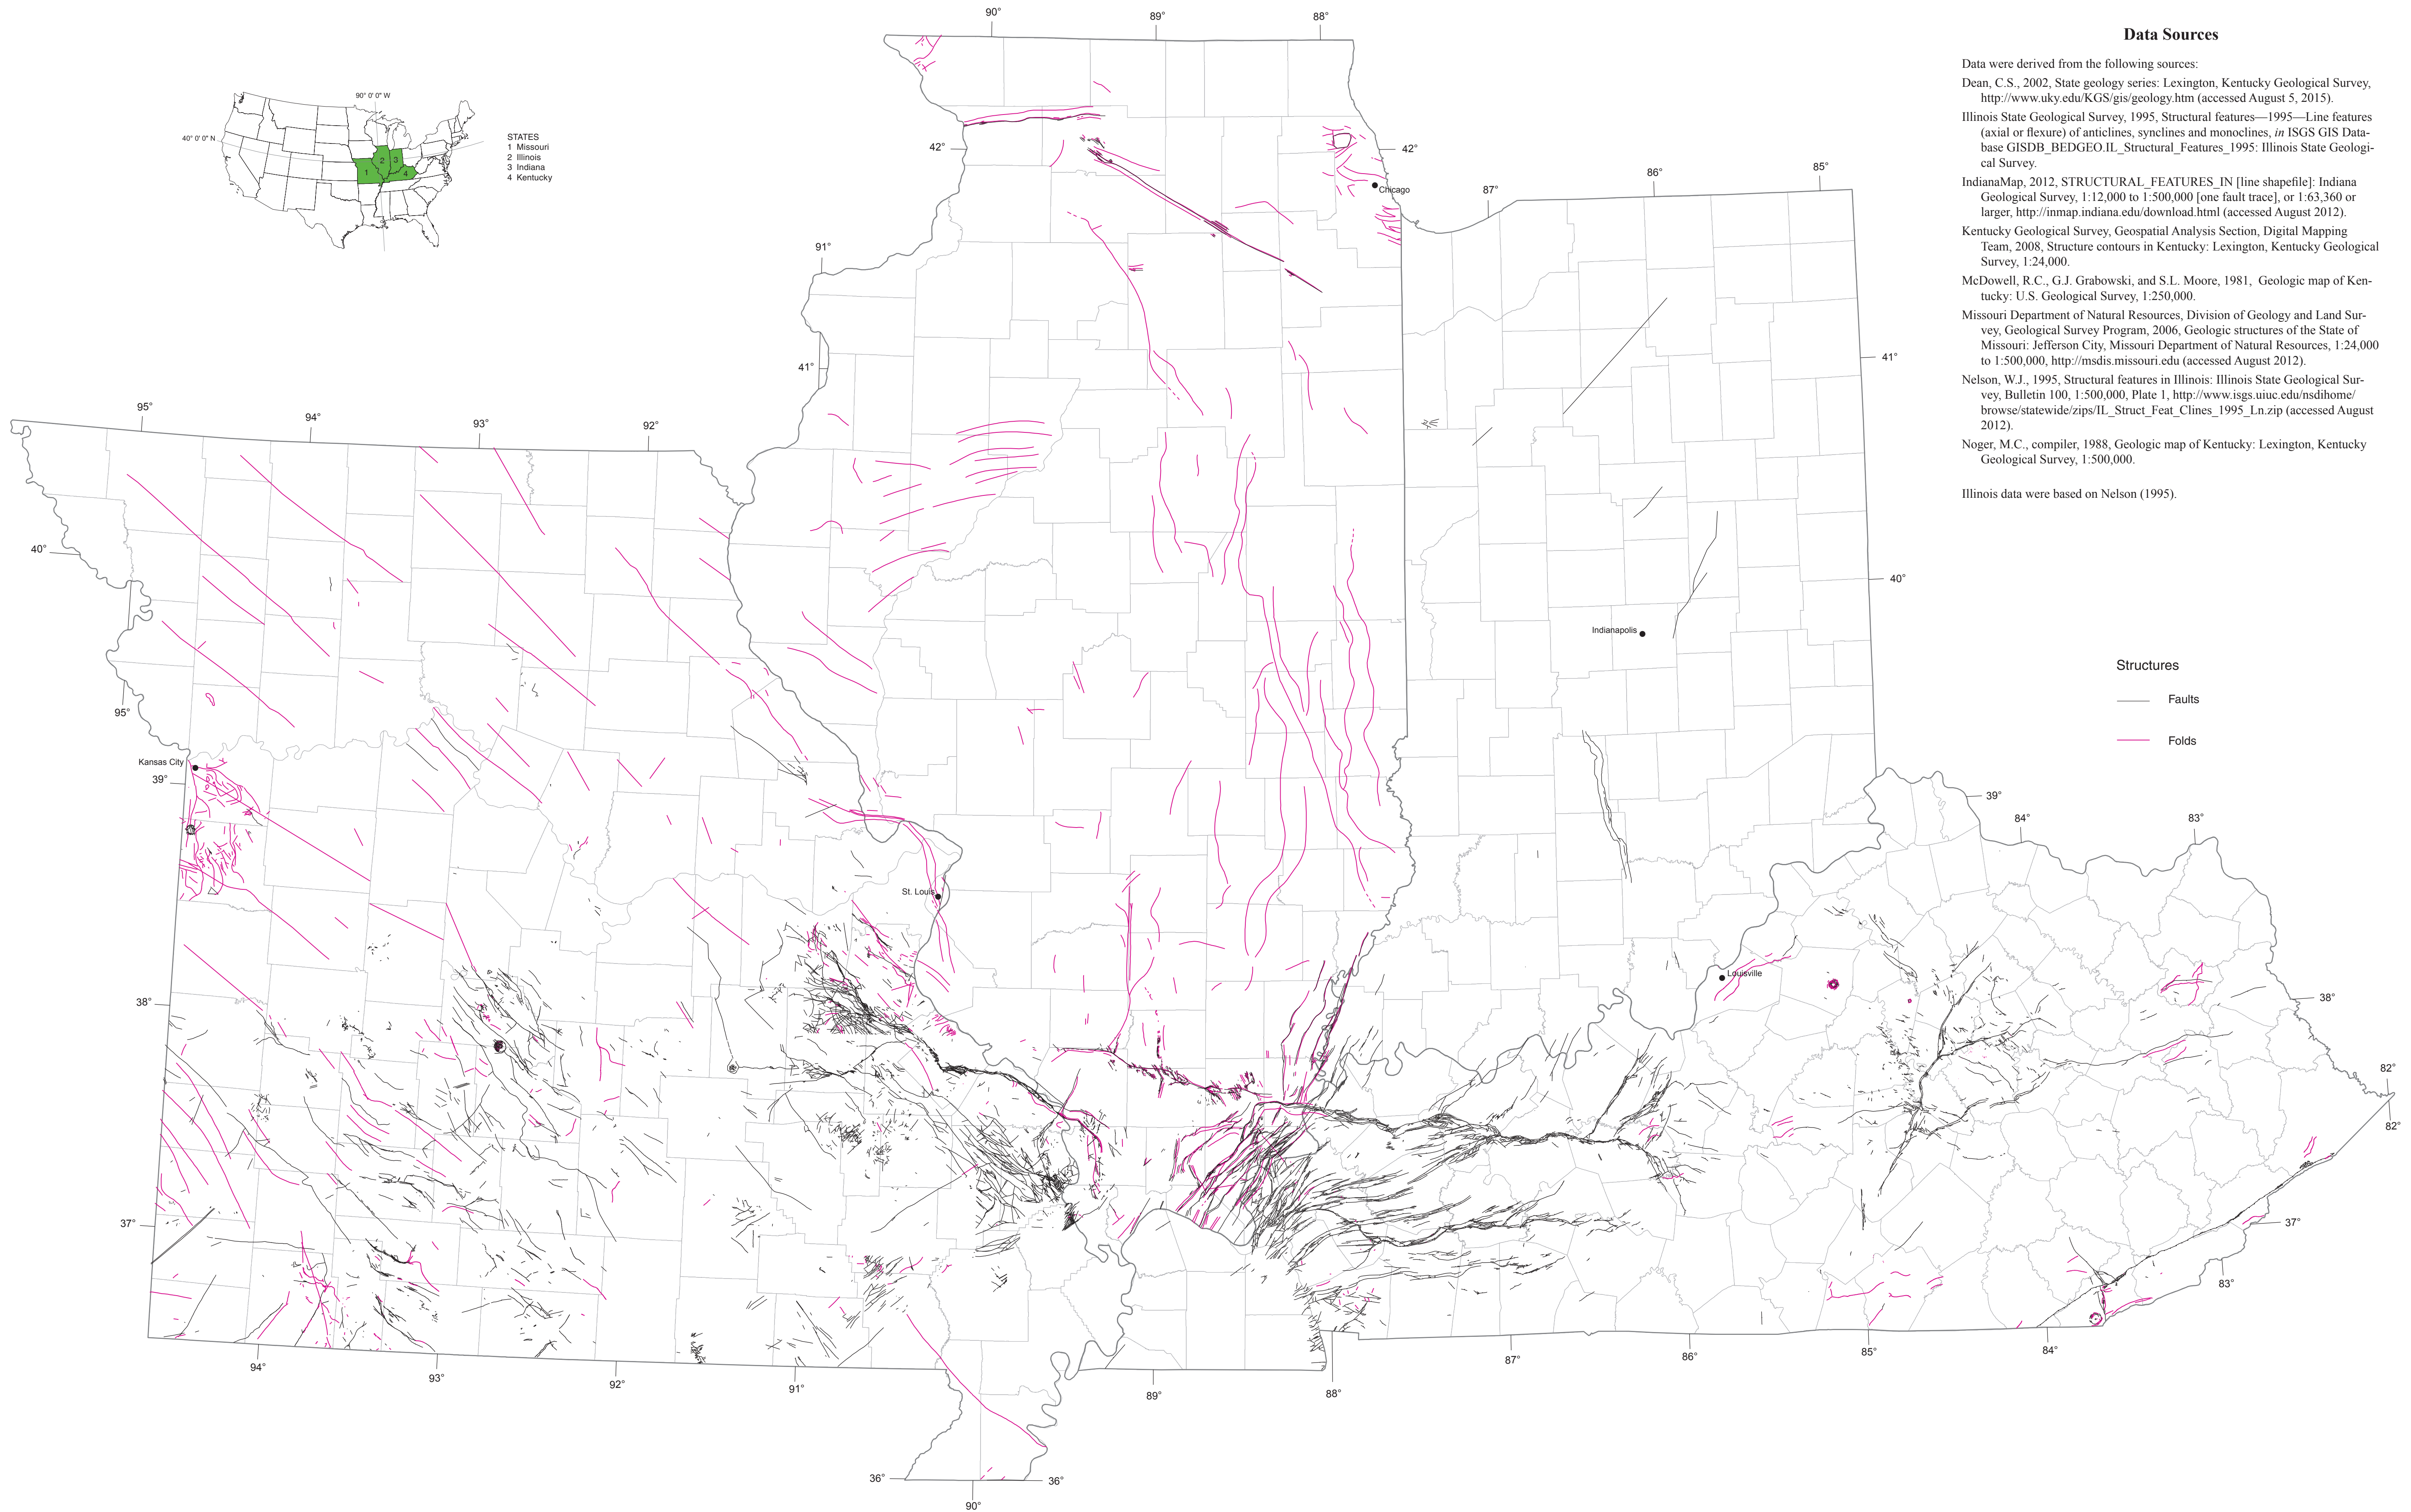 90° 0' 0" W
40° 0' 0" N
STATES
1 Missouri
2 Illinois
3 Indiana
4 Kentucky
1
2
3
4
90°
89°
88°
42°
42°
Chicago
87°
86°
85°
91°
41°
41°
95°
94°
93°
92°
40°
40°
Indianapolis
95°
Kansas City
39°
39°
84°
83°
St. Louis
Louisville
38°
38°
82°
82°
37°
37°
83°
94°
93°
92°
91°
89°
88°
87°
86°
85°
84°
36°
36°
90°
Data Sources
Data were derived from the following sources:
Dean, C.S., 2002, State geology series: Lexington, Kentucky Geological Survey,
http://www.uky.edu/KGS/gis/geology.htm (accessed August 5, 2015).
Illinois State Geological Survey, 1995, Structural features—1995—Line features
(axial or flexure) of anticlines, synclines and monoclines, in ISGS GIS Data-
base GISDB_BEDGEO.IL_Structural_Features_1995: Illinois State Geologi-
cal Survey.
IndianaMap, 2012, STRUCTURAL_FEATURES_IN [line shapefile]: Indiana
Geological Survey, 1:12,000 to 1:500,000 [one fault trace], or 1:63,360 or
larger, http://inmap.indiana.edu/download.html (accessed August 2012).
Kentucky Geological Survey, Geospatial Analysis Section, Digital Mapping
Team, 2008, Structure contours in Kentucky: Lexington, Kentucky Geological
Survey, 1:24,000.
McDowell, R.C., G.J. Grabowski, and S.L. Moore, 1981, Geologic map of Ken-
tucky: U.S. Geological Survey, 1:250,000.
Missouri Department of Natural Resources, Division of Geology and Land Sur-
vey, Geological Survey Program, 2006, Geologic structures of the State of
Missouri: Jefferson City, Missouri Department of Natural Resources, 1:24,000
to 1:500,000, http://msdis.missouri.edu (accessed August 2012).
Nelson, W.J., 1995, Structural features in Illinois: Illinois State Geological Sur-
vey, Bulletin 100, 1:500,000, Plate 1, http://www.isgs.uiuc.edu/nsdihome/
browse/statewide/zips/IL_Struct_Feat_Clines_1995_Ln.zip (accessed August
2012).
Noger, M.C., compiler, 1988, Geologic map of Kentucky: Lexington, Kentucky
Geological Survey, 1:500,000.
Illinois data were based on Nelson (1995).
Structures
Faults
Folds